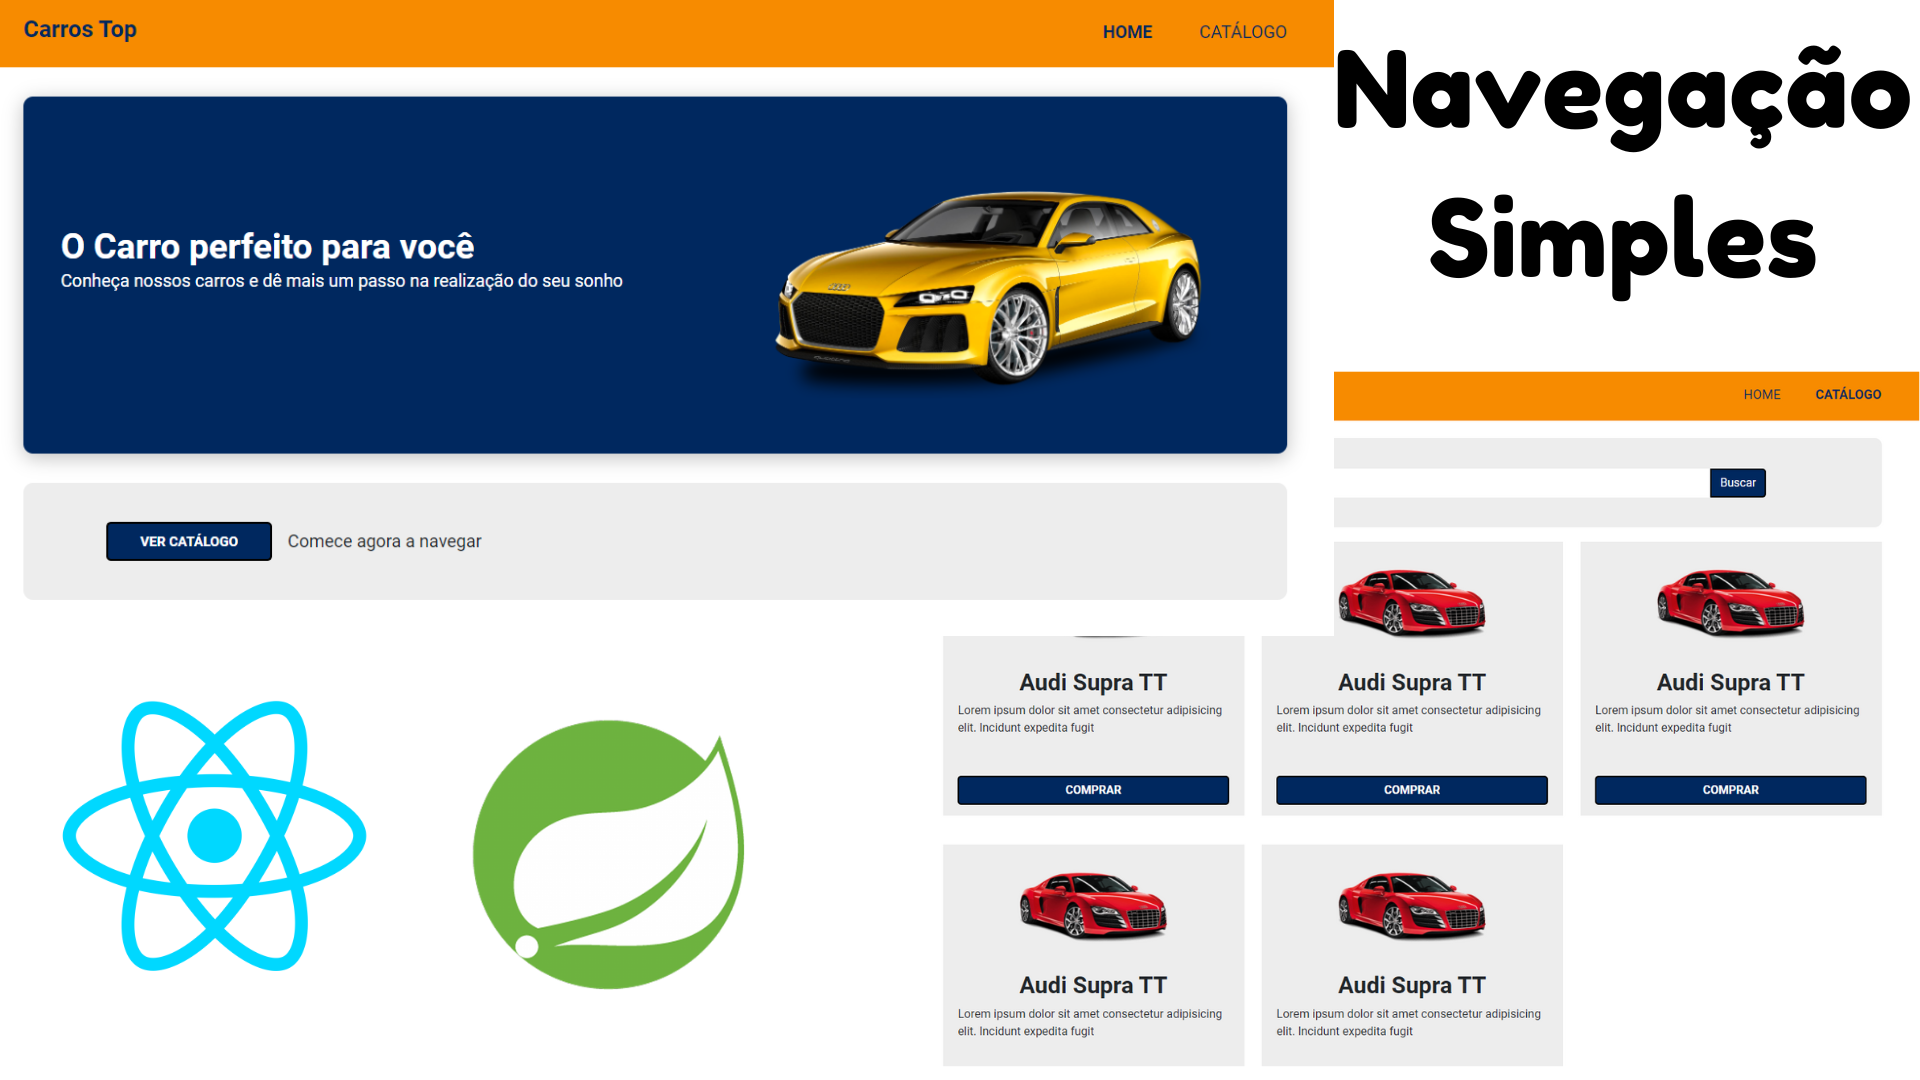 Carros Top
HOME
CATÁLOGO
Navegação
Simples
O Carro perfeito para você
Conheça nossos carros e dê mais um passo na realização do seu sonho
VER CATÁLOGO
Comece agora a navegar
HOME
CATÁLOGO
Buscar
Audi Supra TT
Lorem ipsum dolor sit amet consectetur adipisicing
elit. Incidunt expedita fugit
COMPRAR
Audi Supra TT
Lorem ipsum dolor sit amet consectetur adipisicing
elit. Incidunt expedita fugit
COMPRAR
Audi Supra TT
Lorem ipsum dolor sit amet consectetur adipisicing
elit. Incidunt expedita fugit
COMPRAR
Audi Supra TT
Lorem ipsum dolor sit amet consectetur adipisicing
elit. Incidunt expedita fugit
Audi Supra TT
Lorem ipsum dolor sit amet consectetur adipisicing
elit. Incidunt expedita fugit